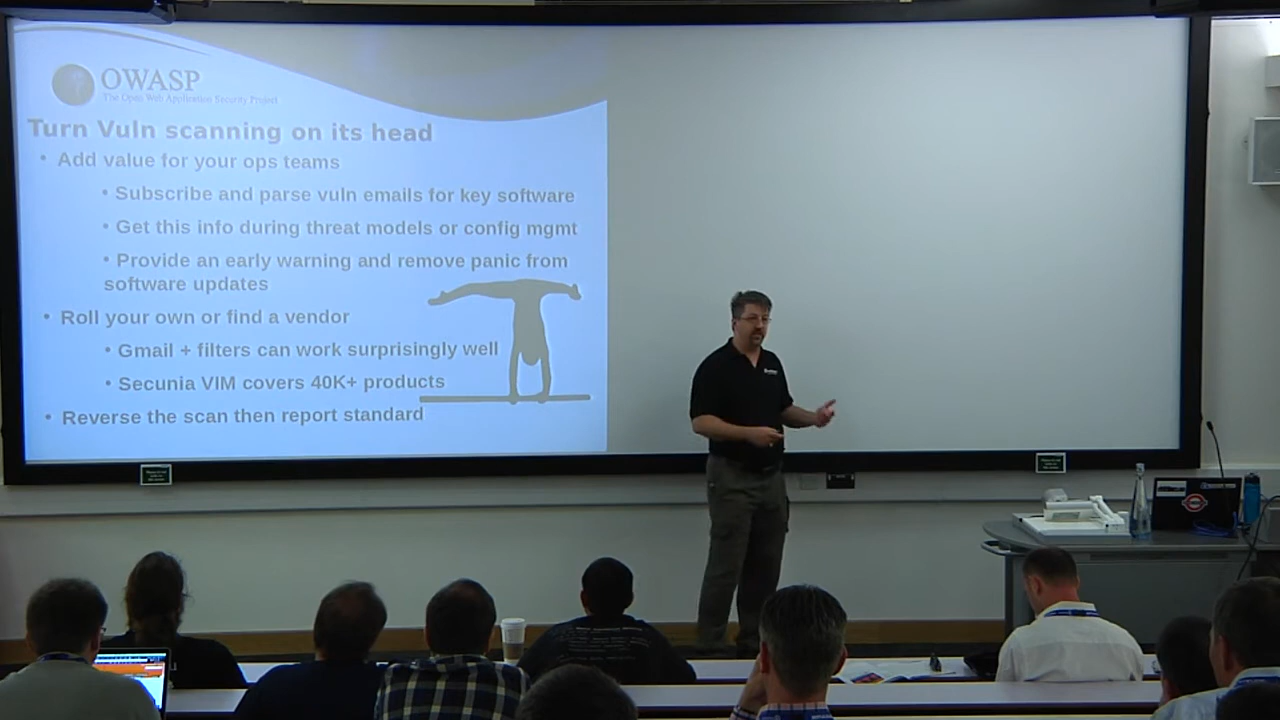 OWASP
The Open Web Application Security Project
Turn Vuln scanning on its head
• Add value for your ops teams
• Subscribe and parse vuln emails for key software
• Get this info during threat models or config mgmt
• Provide an early warning and remove panic from
software updates
• Roll your own or find a vendor
• Gmail + filters can work surprisingly well
• Secunia VIM covers 40K+ products
• Reverse the scan then report standard